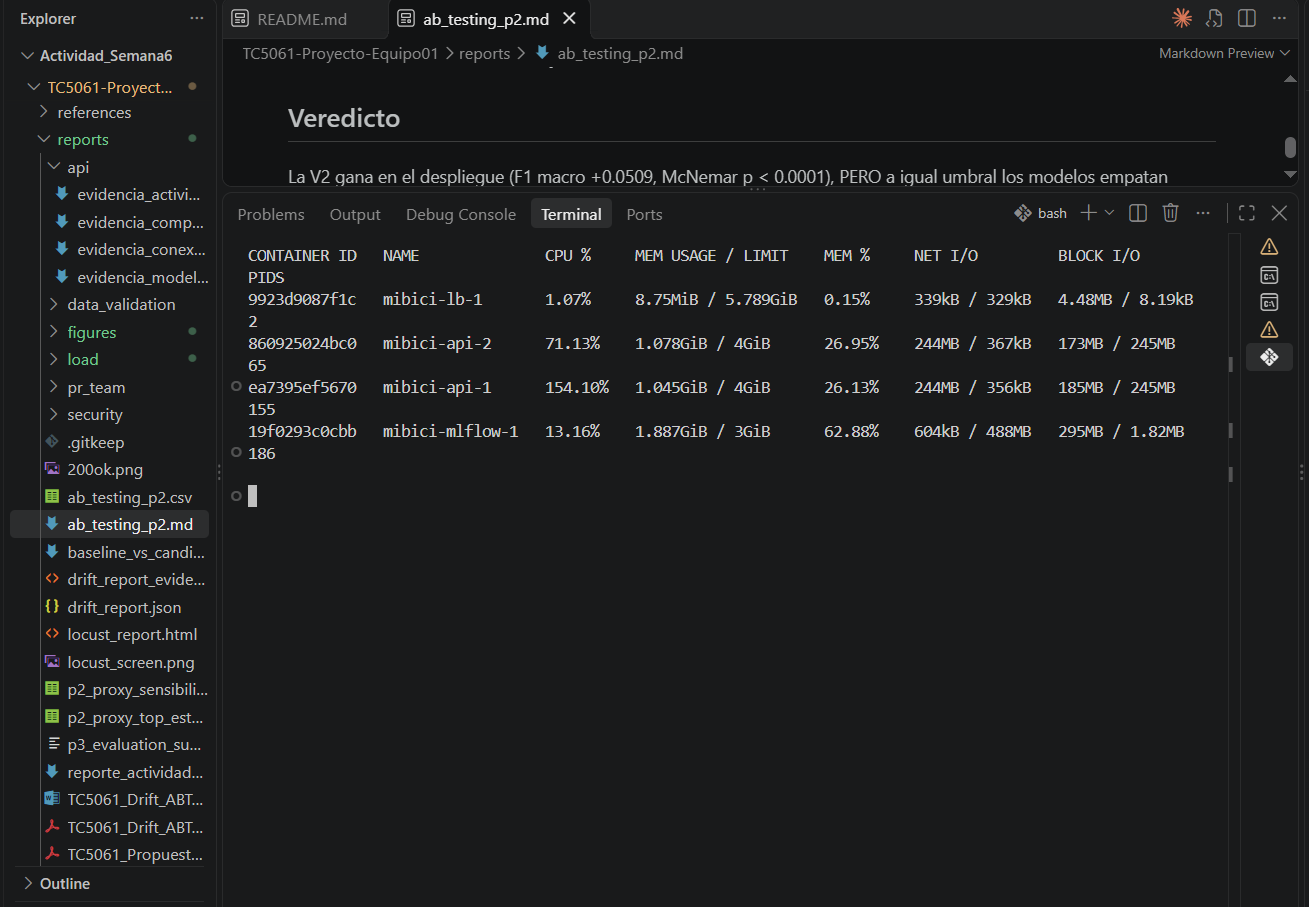 Explorer
Actividad_Semana6
TC5061-Proyect...
references
reports
api
evidencia_activi...
evidencia_comp...
evidencia_conex...
evidencia_model...
data_validation
figures
load
pr_team
security
.gitkeep
200ok.png
ab_testing_p2.csv
ab_testing_p2.md
baseline_vs_candi...
drift_report_evide...
drift_report.json
locust_report.html
locust_screen.png
p2_proxy_sensibili...
p2_proxy_top_est...
p3_evaluation_su...
reporte_actividad...
TC5061_Drift_ABT...
TC5061_Drift_ABT...
TC5061_Propuest...
Outline
README.md
ab_testing_p2.md
TC5061-Proyecto-Equipo01 > reports > ab_testing_p2.md
Markdown Preview
Veredicto
La V2 gana en el despliegue (F1 macro +0.0509, McNemar p < 0.0001), PERO a igual umbral los modelos empatan
Problems Output Debug Console Terminal Ports
bash
CONTAINER ID NAME CPU % MEM USAGE / LIMIT MEM % NET I/O BLOCK I/O
PIDS
9923d9087f1c mibici-lb-1 1.07% 8.75MiB / 5.789GiB 0.15% 339kB / 329kB 4.48MB / 8.19kB
2
860925024bc0 mibici-api-2 71.13% 1.078GiB / 4GiB 26.95% 244MB / 367kB 173MB / 245MB
65
ea7395ef5670 mibici-api-1 154.10% 1.045GiB / 4GiB 26.13% 244MB / 356kB 185MB / 245MB
155
19f0293c0cbb mibici-mlflow-1 13.16% 1.887GiB / 3GiB 62.88% 604kB / 488MB 295MB / 1.82MB
186